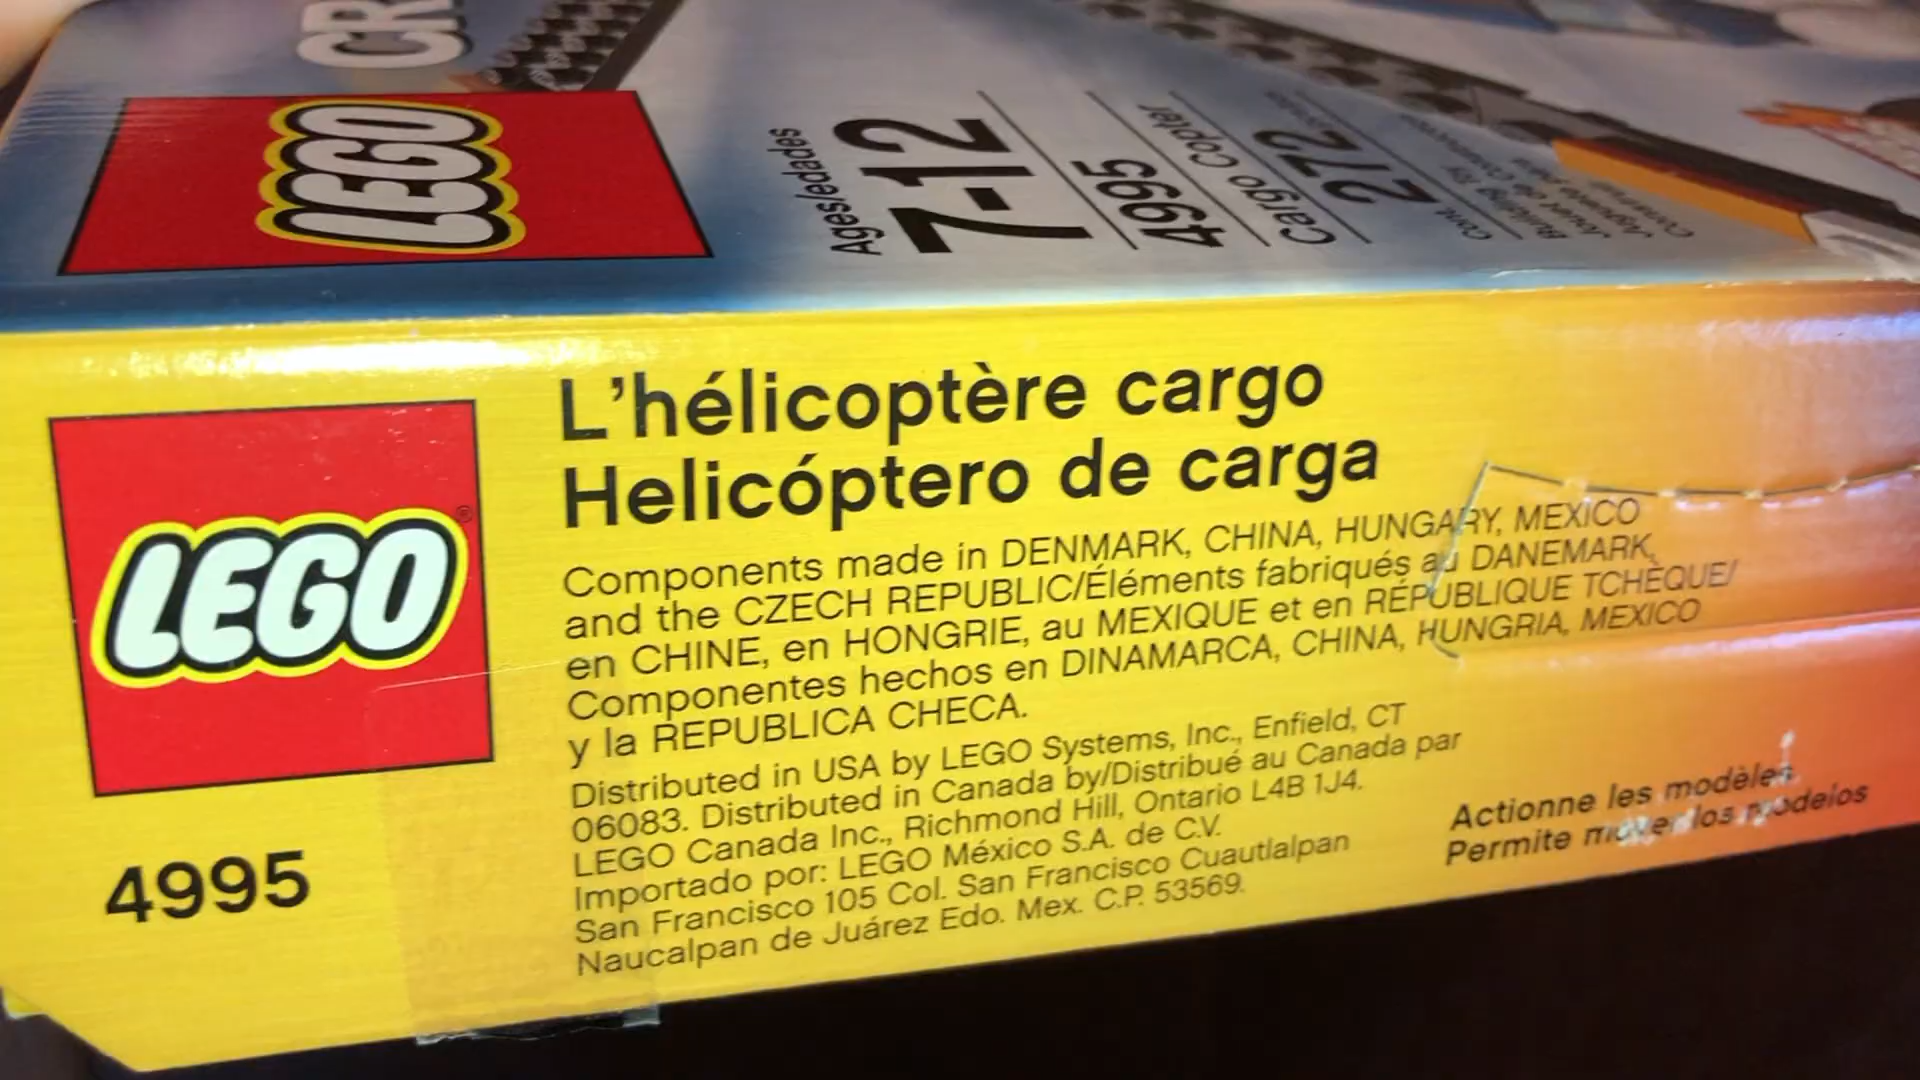 CR
LEGO
Ages/edades
7-12
4995
Cargo Copter
272
Cont.
Building Toy
LEGO®
4995
L'hélicoptère cargo
Helicóptero de carga
Components made in DENMARK, CHINA, HUNGARY, MEXICO
and the CZECH REPUBLIC/Éléments fabriqués au DANEMARK,
en CHINE, en HONGRIE, au MEXIQUE et en RÉPUBLIQUE TCHÈQUE/
Componentes hechos en DINAMARCA, CHINA, HUNGRIA, MEXICO
y la REPUBLICA CHECA.
Distributed in USA by LEGO Systems, Inc., Enfield, CT
06083. Distributed in Canada by/Distribué au Canada par
LEGO Canada Inc., Richmond Hill, Ontario L4B 1J4.
Importado por: LEGO México S.A. de C.V.
San Francisco 105 Col. San Francisco Cuautlalpan
Naucalpan de Juárez Edo. Mex. C.P. 53569.
Actionne les modèles
Permite mover los modelos